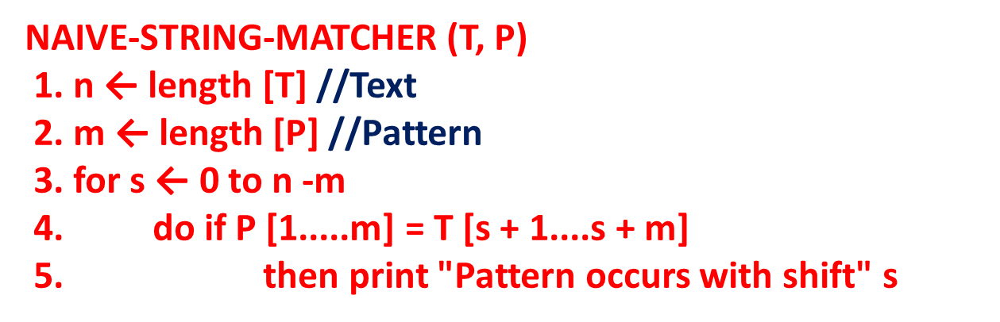 NAIVE-STRING-MATCHER (T, P)
1. n ← length [T] //Text
2. m ← length [P] //Pattern
3. for s ← 0 to n -m
4. do if P [1.....m] = T [s + 1....s + m]
5. then print "Pattern occurs with shift" s